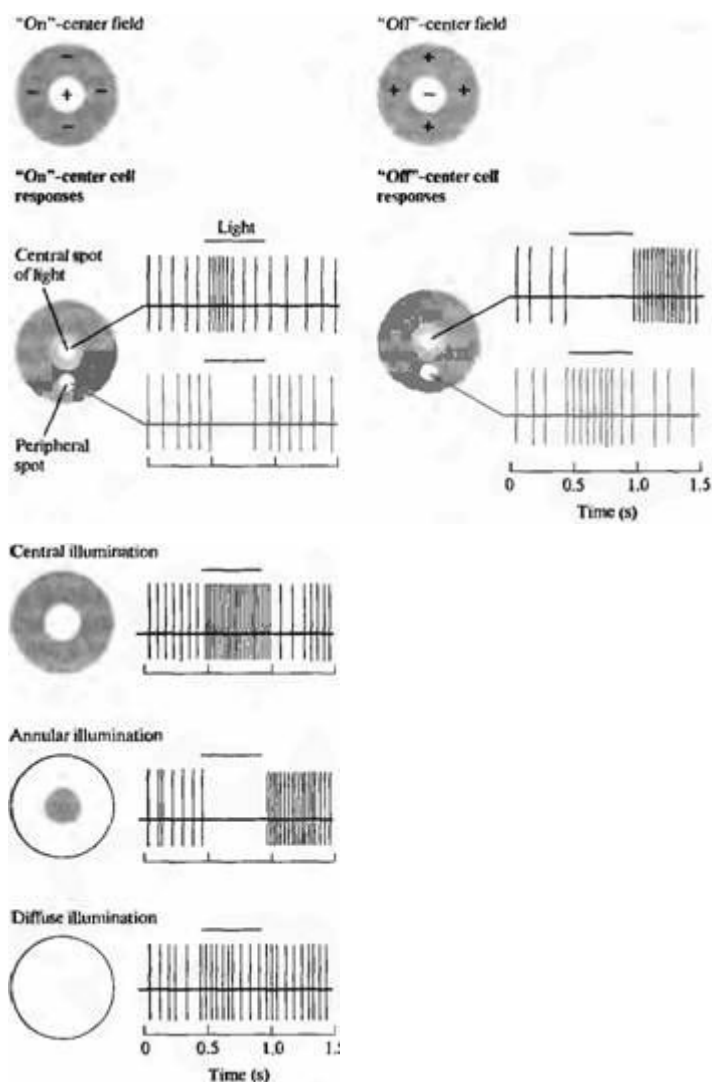 "On"-center field
− − − −
+
"On"-center cell
responses
Light
Central spot
of light
Peripheral
spot
"Off"-center field
+ + + +
−
"Off"-center cell
responses
0 0.5 1.0 1.5
Time (s)
Central illumination
Annular illumination
Diffuse illumination
0 0.5 1.0 1.
Time (s)